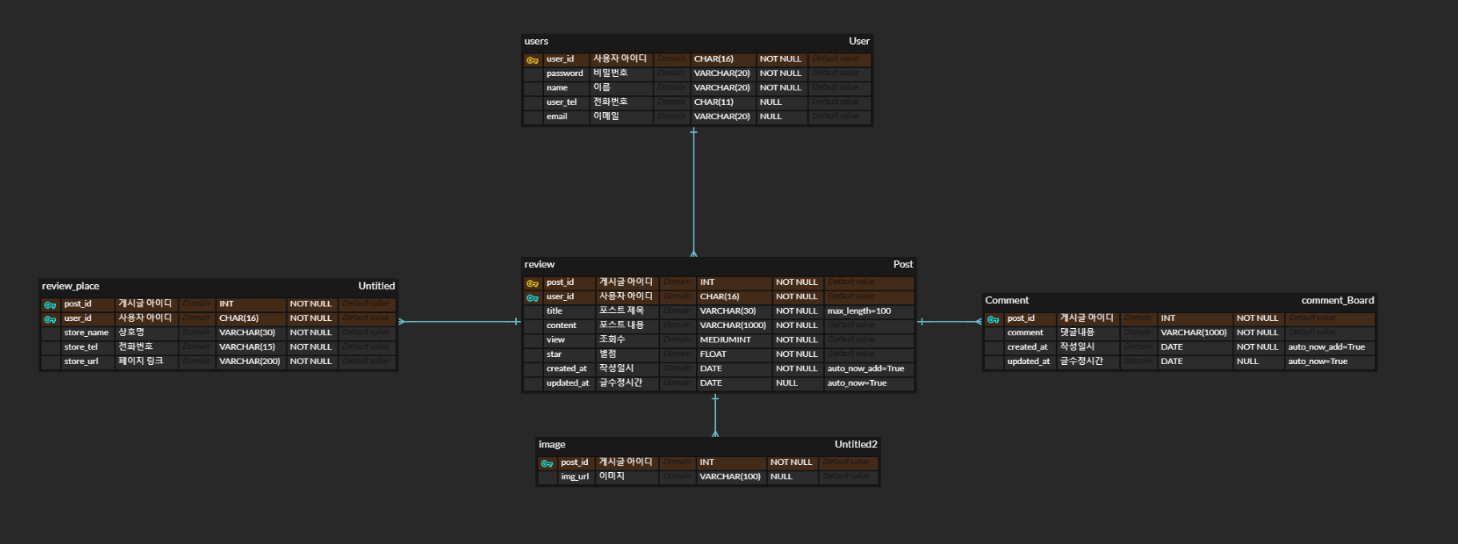 users User
user_id 사용자 아이디 Domain CHAR(16) NOT NULL Default value
password 비밀번호 Domain VARCHAR(20) NOT NULL Default value
name 이름 Domain VARCHAR(20) NOT NULL Default value
user_tel 전화번호 Domain CHAR(11) NULL Default value
email 이메일 Domain VARCHAR(20) NULL Default value
review_place Untitled
post_id 게시글 아이디 Domain INT NOT NULL Default value
user_id 사용자 아이디 Domain CHAR(16) NOT NULL Default value
store_name 상호명 Domain VARCHAR(30) NOT NULL Default value
store_tel 전화번호 Domain VARCHAR(15) NOT NULL Default value
store_url 페이지 링크 Domain VARCHAR(200) NOT NULL Default value
review Post
post_id 게시글 아이디 Domain INT NOT NULL Default value
user_id 사용자 아이디 Domain CHAR(16) NOT NULL Default value
title 포스트 제목 Domain VARCHAR(30) NOT NULL max_length=100
content 포스트 내용 Domain VARCHAR(1000) NOT NULL Default value
view 조회수 Domain MEDIUMINT NOT NULL Default value
star 별점 Domain FLOAT NOT NULL Default value
created_at 작성일시 Domain DATE NOT NULL auto_now_add=True
updated_at 글수정시간 Domain DATE NULL auto_now=True
Comment comment_Board
post_id 게시글 아이디 Domain INT NOT NULL Default value
comment 댓글내용 Domain VARCHAR(1000) NOT NULL Default value
created_at 작성일시 Domain DATE NOT NULL auto_now_add=True
updated_at 글수정시간 Domain DATE NULL auto_now=True
image Untitled2
post_id 게시글 아이디 Domain INT NOT NULL Default value
img_url 이미지 Domain VARCHAR(100) NULL Default value